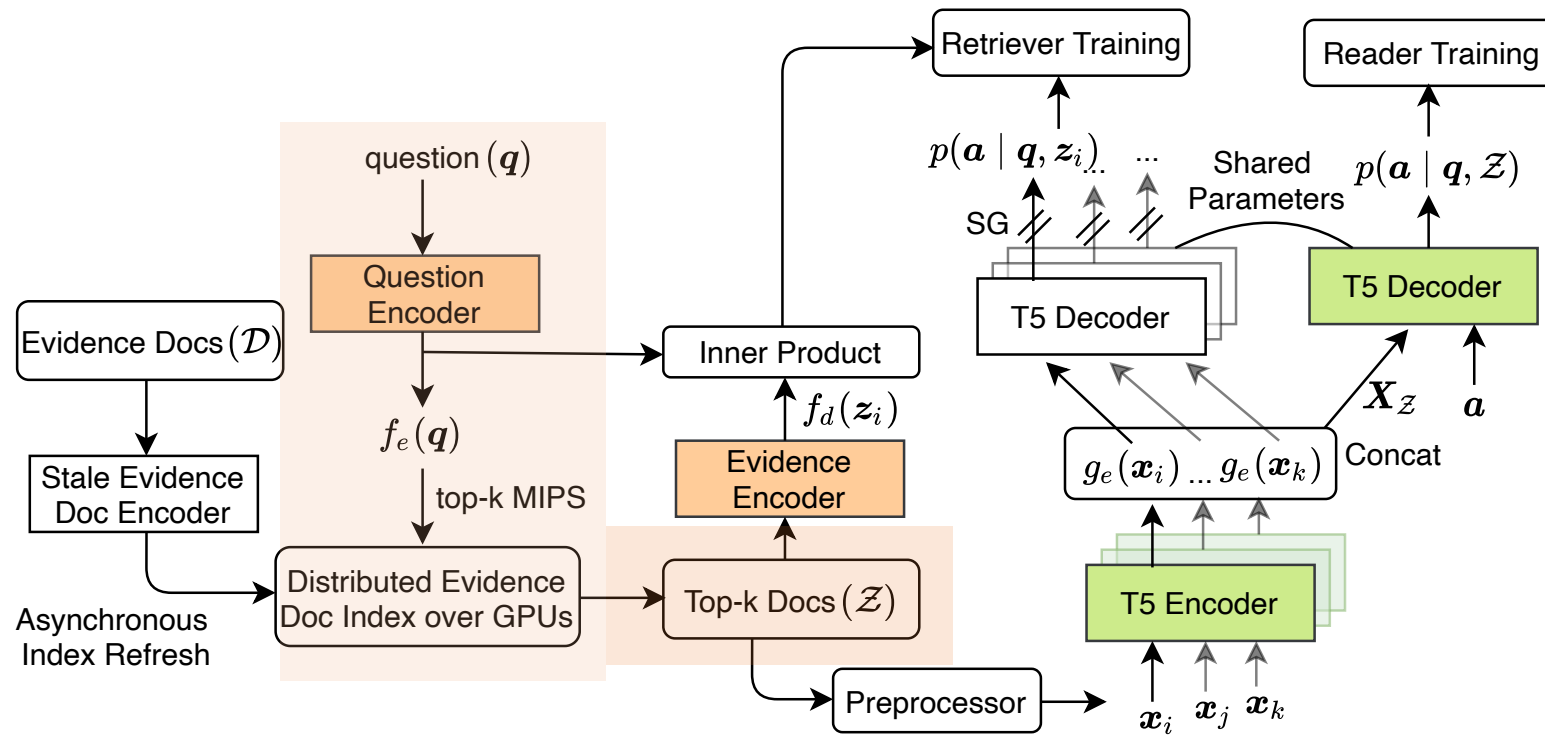 Retriever Training
Reader Training
question (q)
p(a | q, z_i)
...
...
Shared
Parameters
p(a | q, Z)
SG
Question
Encoder
T5 Decoder
T5 Decoder
Evidence Docs (D)
Inner Product
f_d(z_i)
X_Z
a
f_e(q)
Evidence
Encoder
g_e(x_i) ... g_e(x_k)
Concat
Stale Evidence
Doc Encoder
top-k MIPS
Distributed Evidence
Doc Index over GPUs
Top-k Docs (Z)
T5 Encoder
Asynchronous
Index Refresh
Preprocessor
x_i x_j x_k